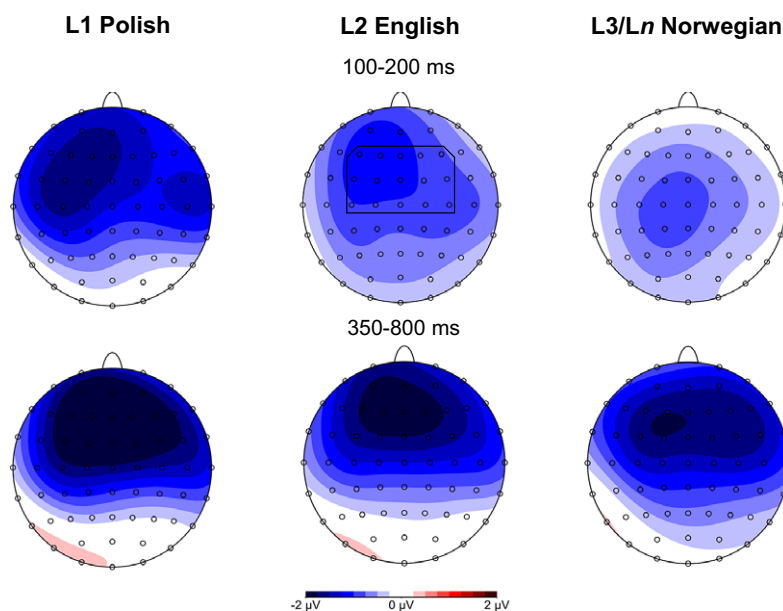 L1 Polish L2 English L3/Ln Norwegian
100-200 ms
350-800 ms
-2 µV 0 µV 2 µV